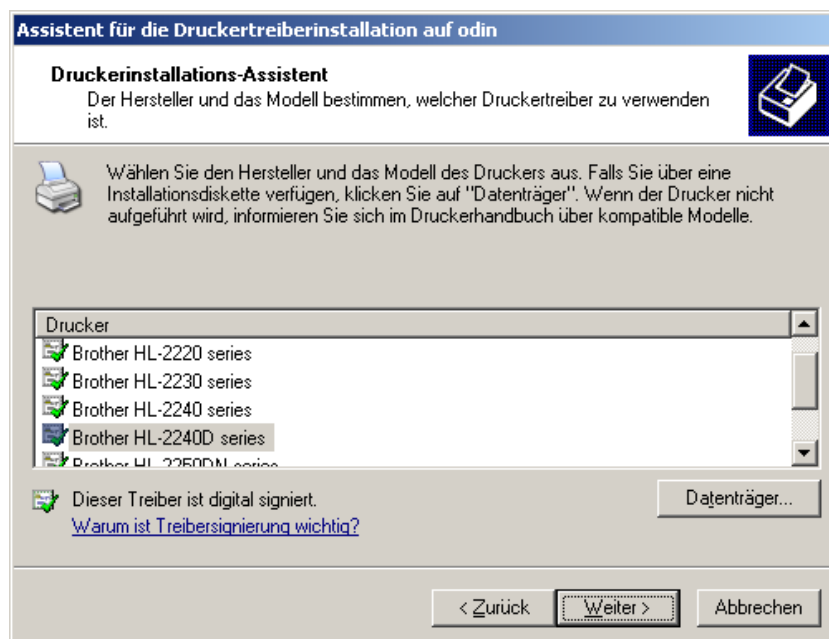 Assistent für die Druckertreiberinstallation auf odin
Druckerinstallations-Assistent
Der Hersteller und das Modell bestimmen, welcher Druckertreiber zu verwenden
ist.
Wählen Sie den Hersteller und das Modell des Druckers aus. Falls Sie über eine
Installationsdiskette verfügen, klicken Sie auf "Datenträger". Wenn der Drucker nicht
aufgeführt wird, informieren Sie sich im Druckerhandbuch über kompatible Modelle.
Drucker
Brother HL-2220 series
Brother HL-2230 series
Brother HL-2240 series
Brother HL-2240D series
Brother HL-2250DN series
Dieser Treiber ist digital signiert.
Datenträger...
Warum ist Treibersignierung wichtig?
< Zurück
Weiter >
Abbrechen